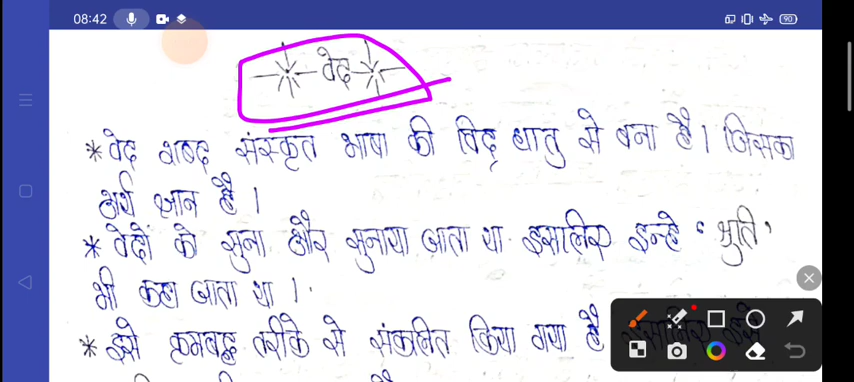 08:42
90
वेद
* वेद शब्द संस्कृत भाषा की विद् धातु से बना है। जिसका
अर्थ ज्ञान है।
* वेदों को सुना और सुनाया जाता था इसलिए इन्हे ‘श्रुति’
भी कहा जाता था।
* इसे क्रमबद्ध तरीके से संकलित किया गया है